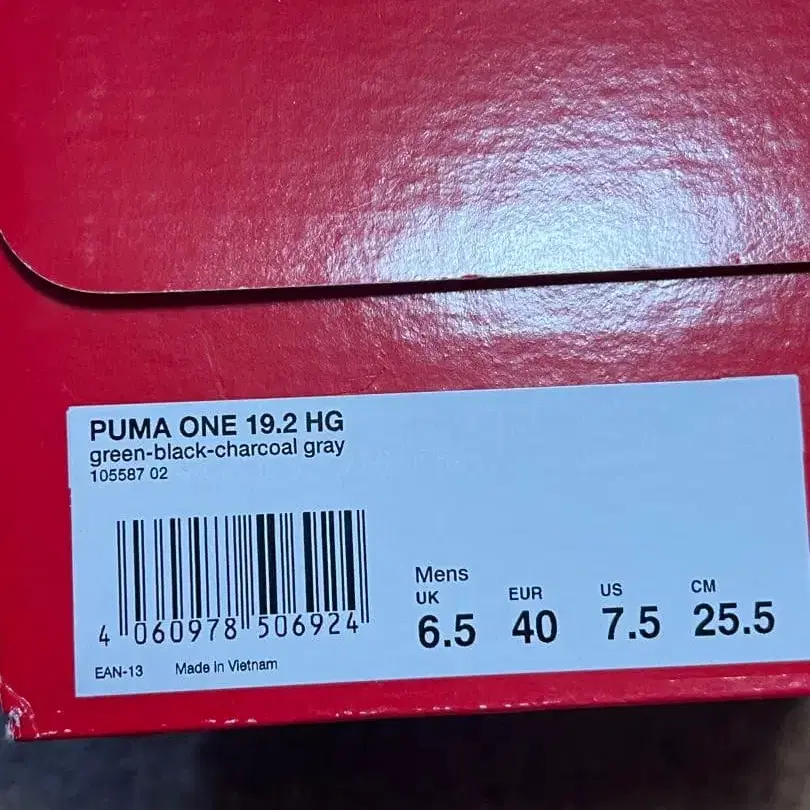 PUMA ONE 19.2 HG
green-black-charcoal gray
105587 02
4 060978 506924
EAN-13 Made in Vietnam
Mens
UK EUR US CM
6.5 40 7.5 25.5